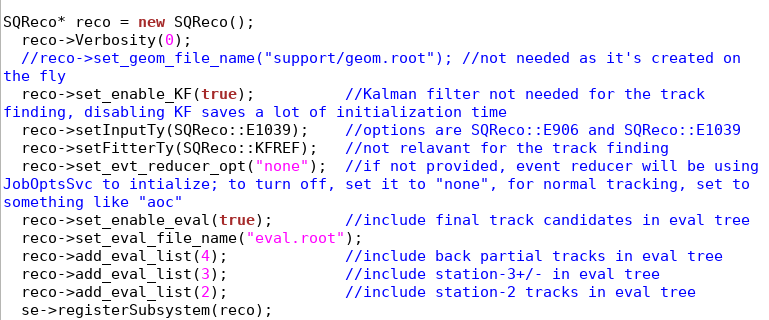 SQReco* reco = new SQReco();
  reco->Verbosity(0);
  //reco->set_geom_file_name("support/geom.root"); //not needed as it's created on
the fly
  reco->set_enable_KF(true);          //Kalman filter not needed for the track
finding, disabling KF saves a lot of initialization time
  reco->setInputTy(SQReco::E1039);    //options are SQReco::E906 and SQReco::E1039
  reco->setFitterTy(SQReco::KFREF);   //not relavant for the track finding
  reco->set_evt_reducer_opt("none");  //if not provided, event reducer will be using
JobOptsSvc to intialize; to turn off, set it to "none", for normal tracking, set to
something like "aoc"
  reco->set_enable_eval(true);        //include final track candidates in eval tree
  reco->set_eval_file_name("eval.root");
  reco->add_eval_list(4);             //include back partial tracks in eval tree
  reco->add_eval_list(3);             //include station-3+/- in eval tree
  reco->add_eval_list(2);             //include station-2 tracks in eval tree
  se->registerSubsystem(reco);